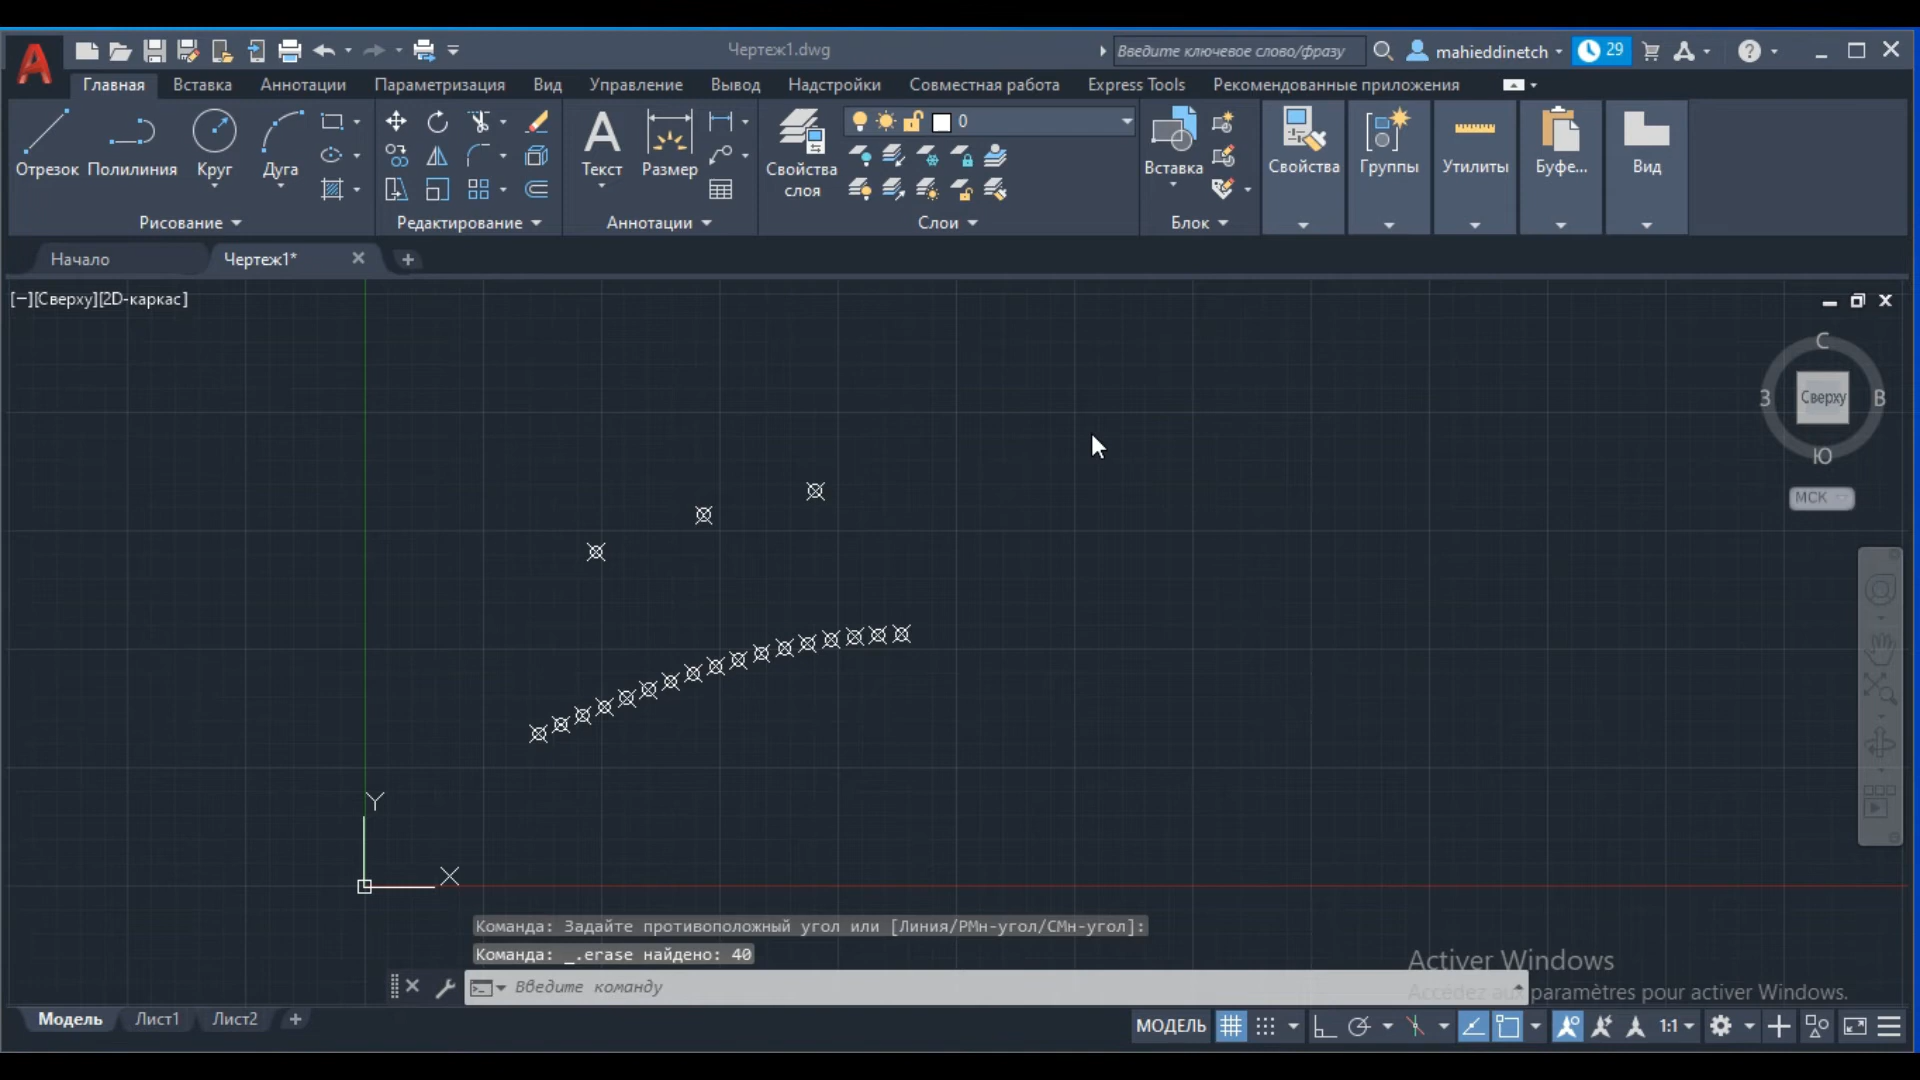 Чертеж1.dwg
Введите ключевое слово/фразу
mahieddinetch
29
Главная Вставка Аннотации Параметризация Вид Управление Вывод Надстройки Совместная работа Express Tools Рекомендованные приложения
0
Отрезок Полилиния Круг Дуга
Текст Размер
Свойства слоя
Вставка
Свойства Группы Утилиты Буфе... Вид
Рисование Редактирование Аннотации Слои Блок
Начало Чертеж1*
[−][Сверху][2D-каркас]
С
З Сверху В
Ю
МСК
Y
X
Команда: Задайте противоположный угол или [Линия/РМн-угол/СМн-угол]:
Команда: _.erase найдено: 40
Введите команду
Activer Windows
Accédez aux paramètres pour activer Windows.
Модель Лист1 Лист2
МОДЕЛЬ 1:1